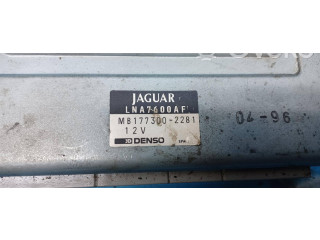 JAGUAR
LNA7600AF
MB177300-2281
12V
DENSO
04-96